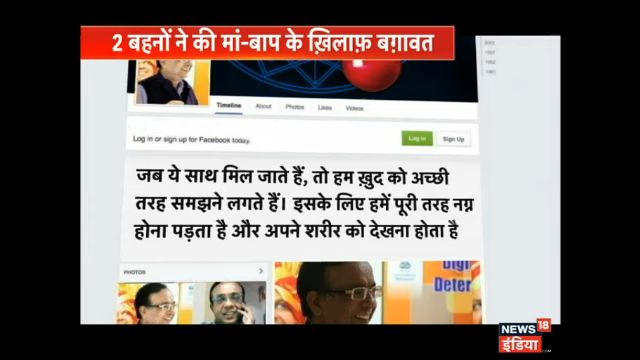 2 बहनों ने की मां-बाप के ख़िलाफ़ बग़ावत
Timeline About Photos Likes Videos
Log in or sign up for Facebook today.
Log in
Sign Up
जब ये साथ मिल जाते हैं, तो हम ख़ुद को अच्छी
तरह समझने लगते हैं। इसके लिए हमें पूरी तरह नग्न
होना पड़ता है और अपने शरीर को देखना होता है
PHOTOS
Digi
Deter
NEWS 18
इंडिया